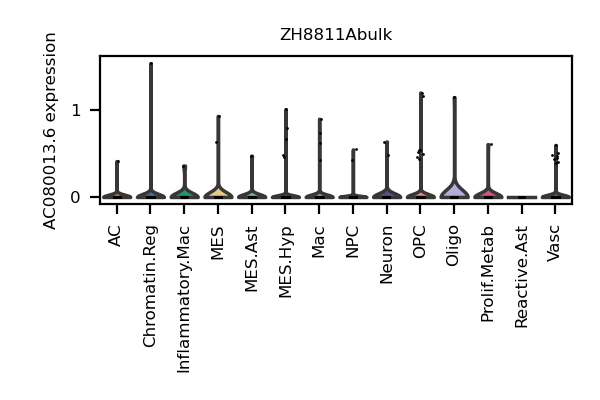 ZH8811Abulk
AC080013.6 expression
1
0
AC
Chromatin.Reg
Inflammatory.Mac
MES
MES.Ast
MES.Hyp
Mac
NPC
Neuron
OPC
Oligo
Prolif.Metab
Reactive.Ast
Vasc